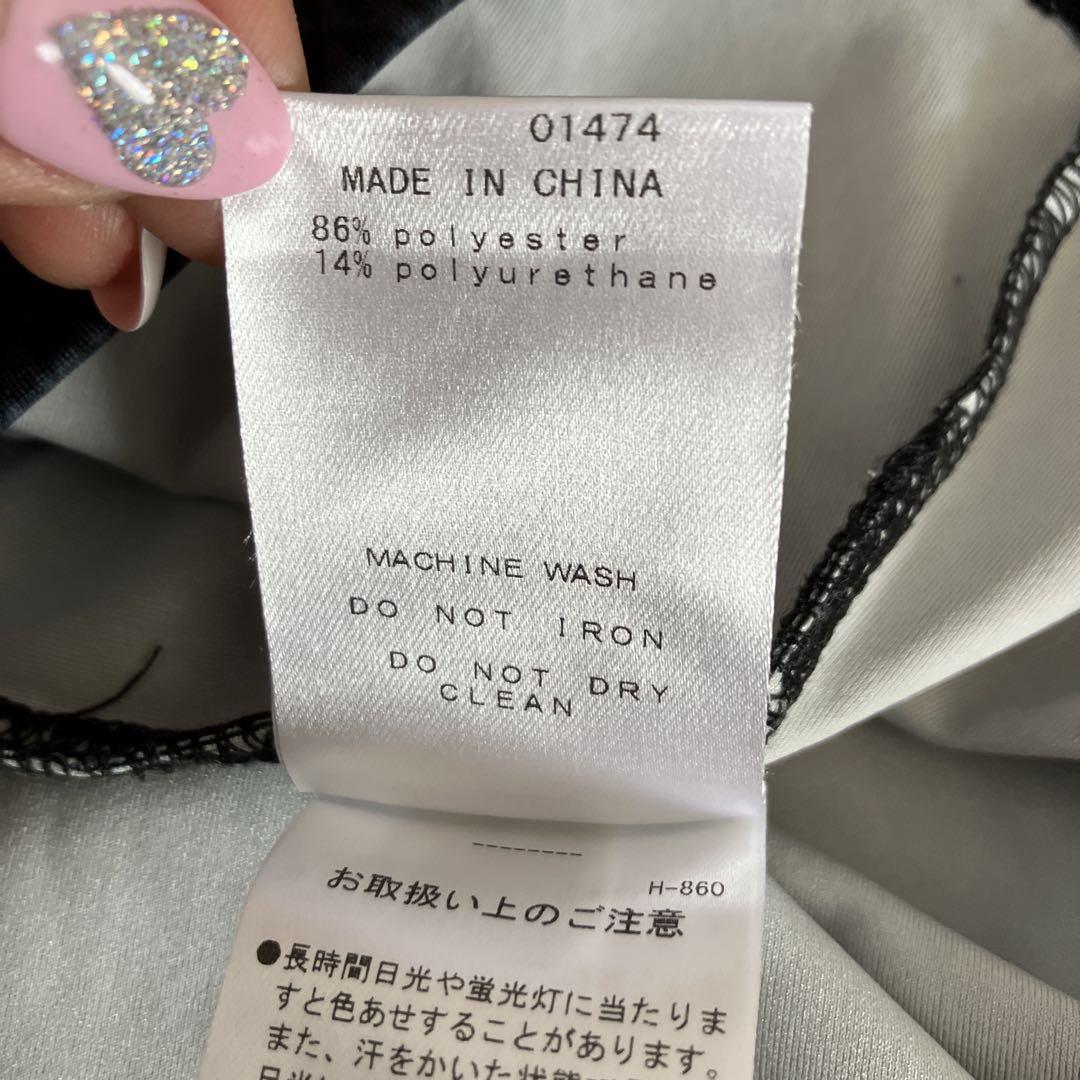 01474
MADE IN CHINA
86% polyester
14% polyurethane
MACHINE WASH
DO NOT IRON
DO NOT DRY
CLEAN
---------
H-860
お取扱い上のご注意
●長時間日光や蛍光灯に当たりま
すと色あせすることがあります。
また、汗をかいた状態